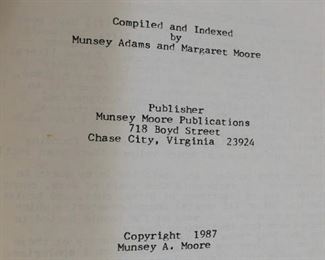 Compiled and Indexed
by
Munsey Adams and Margaret Moore
Publisher
Munsey Moore Publications
718 Boyd Street
Chase City, Virginia 23924
Copyright 1987
Munsey A. Moore